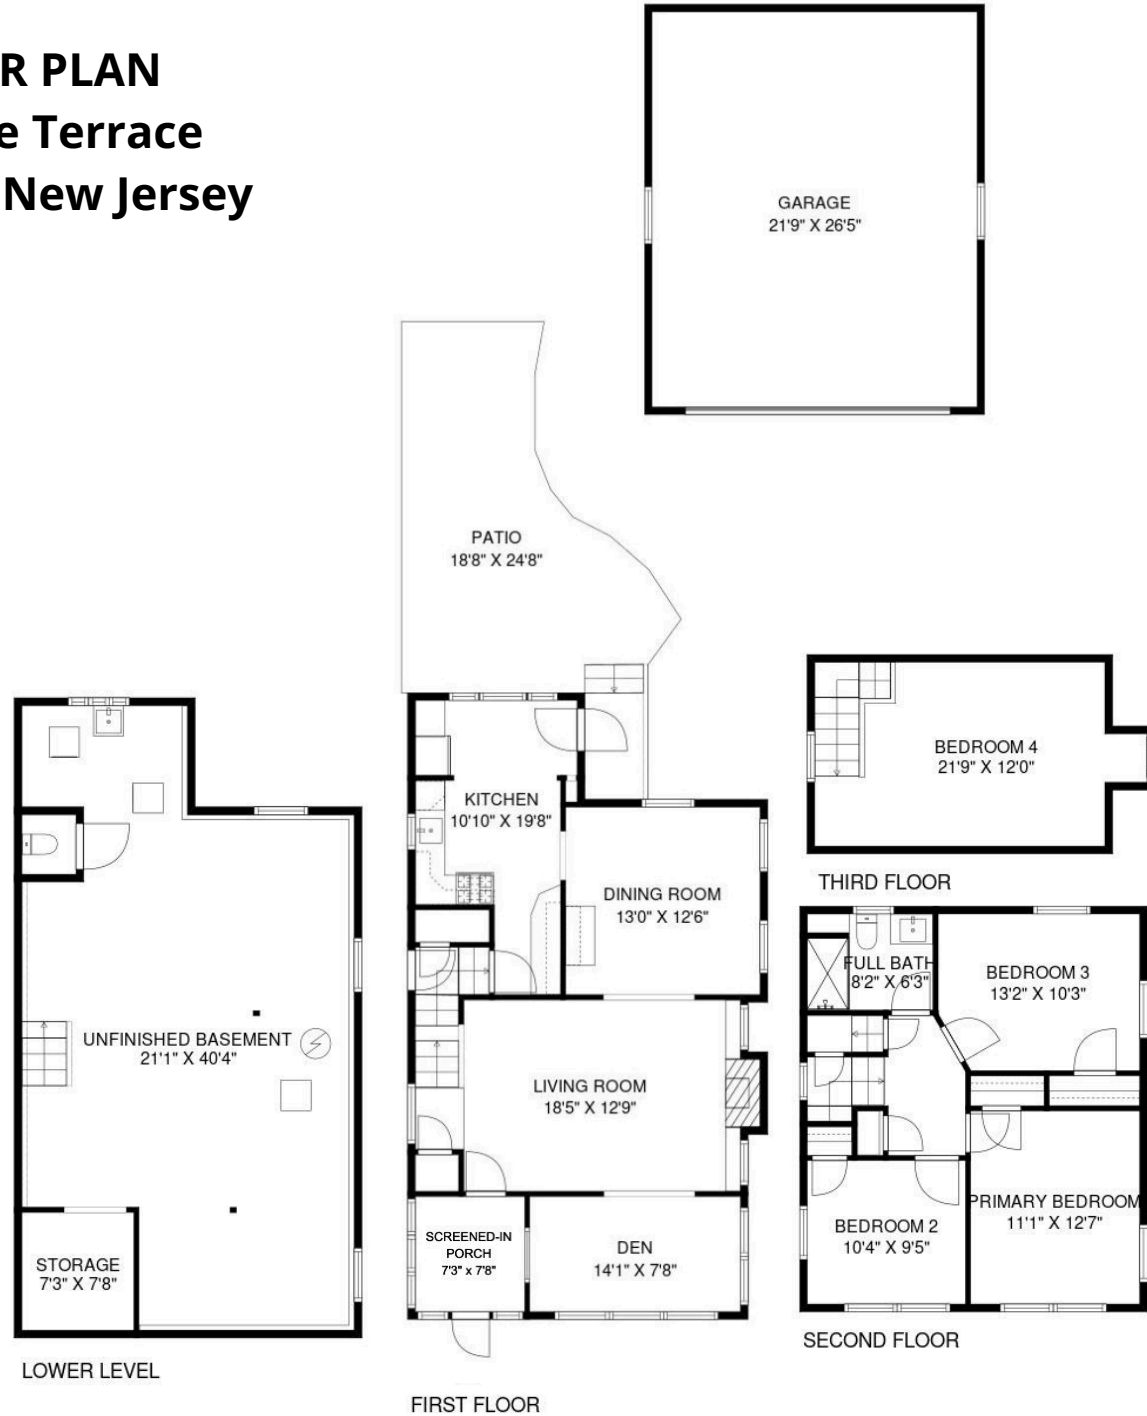 R PLAN
e Terrace
New Jersey
GARAGE
21'9" X 26'5"
PATIO
18'8" X 24'8"
KITCHEN
10'10" X 19'8"
DINING ROOM
13'0" X 12'6"
LIVING ROOM
18'5" X 12'9"
SCREENED-IN
PORCH
7'3" x 7'8"
DEN
14'1" X 7'8"
FIRST FLOOR
UNFINISHED BASEMENT
21'1" X 40'4"
STORAGE
7'3" X 7'8"
LOWER LEVEL
BEDROOM 4
21'9" X 12'0"
THIRD FLOOR
FULL BATH
8'2" X 6'3"
BEDROOM 3
13'2" X 10'3"
PRIMARY BEDROOM
11'1" X 12'7"
BEDROOM 2
10'4" X 9'5"
SECOND FLOOR